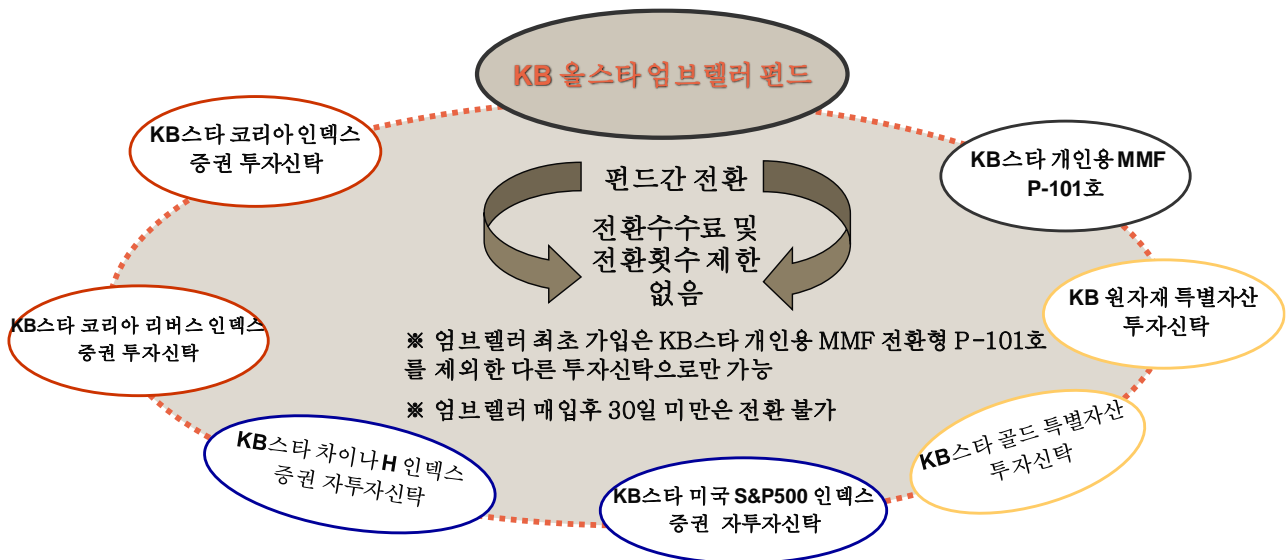 KB 올스타 엄브렐러 펀드
KB스타 코리아 인덱스
증권 투자신탁
KB스타 개인용 MMF
P-101호
펀드간 전환
전환수수료 및
전환횟수 제한
없음
KB스타 코리아 리버스 인덱스
증권 투자신탁
KB 원자재 특별자산
투자신탁
※ 엄브렐러 최초 가입은 KB스타 개인용 MMF 전환형 P-101호
를 제외한 다른 투자신탁으로만 가능
※ 엄브렐러 매입후 30일 미만은 전환 불가
KB스타 차이나 H 인덱스
증권 자투자신탁
KB스타 미국 S&P500 인덱스
증권 자투자신탁
KB스타 골드 특별자산
투자신탁